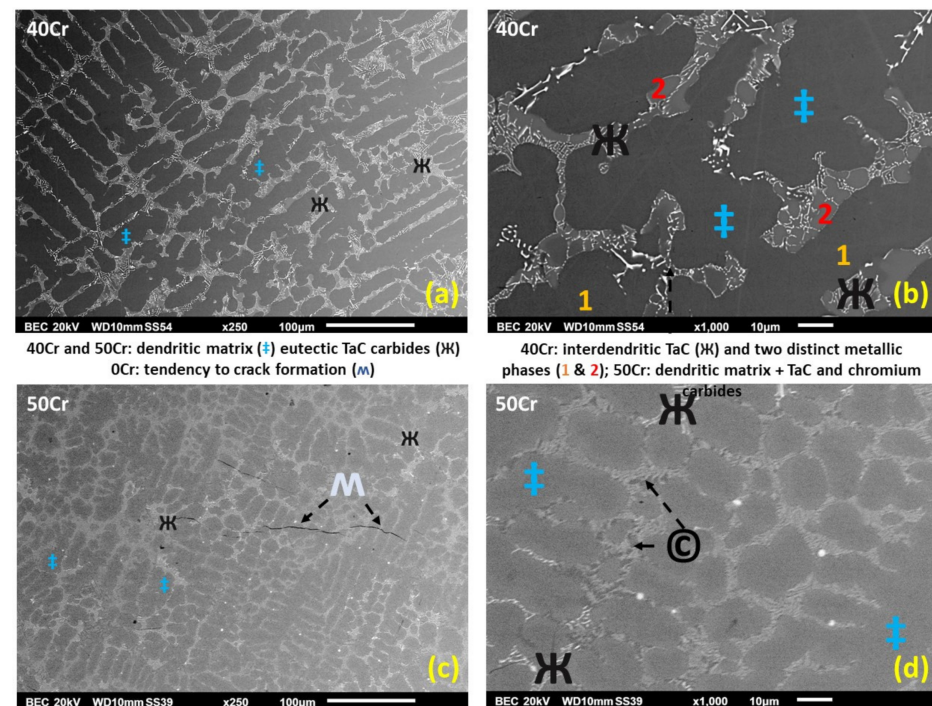 40Cr
‡
‡
Ж
Ж
(a)
BEC 20kV WD10mm SS54 x250 100µm
40Cr
2
‡
Ж
‡
2
1
1
Ж
(b)
BEC 20kV WD10mm SS54 x1,000 10µm
40Cr and 50Cr: dendritic matrix (‡) eutectic TaC carbides (Ж)
0Cr: tendency to crack formation (ʍ)
40Cr: interdendritic TaC (Ж) and two distinct metallic
phases (1 & 2); 50Cr: dendritic matrix + TaC and chromium
carbides
50Cr
Ж
ʍ
Ж
‡
‡
(c)
BEC 20kV WD10mm SS39 x250 100µm
50Cr
Ж
‡
©
‡
Ж
(d)
BEC 20kV WD10mm SS39 x1,000 10µm